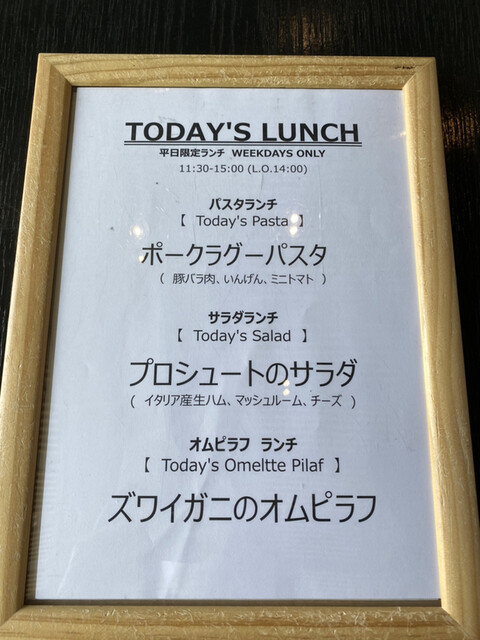 TODAY'S LUNCH
平日限定ランチ WEEKDAYS ONLY
11:30-15:00 (L.O.14:00)
パスタランチ
【 Today's Pasta 】
ポークラグーパスタ
( 豚バラ肉、いんげん、ミニトマト )
サラダランチ
【 Today's Salad 】
プロシュートのサラダ
( イタリア産生ハム、マッシュルーム、チーズ )
オムピラフ ランチ
【 Today's Omeltte Pilaf 】
ズワイガニのオムピラフ